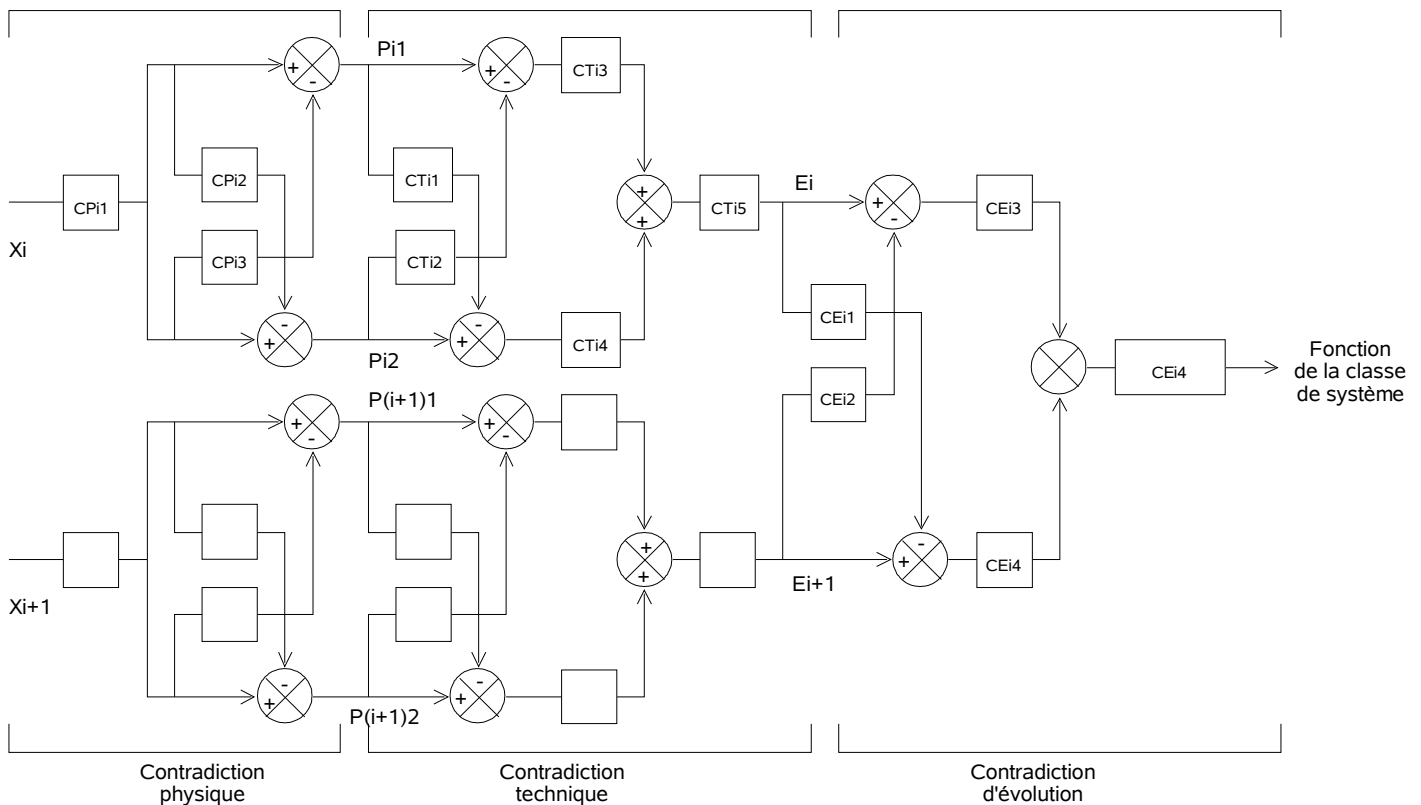 Pi1
+
-
+
-
CTi3
CPi2
CTi1
+
+
Xi
CPi1
CTi5
Ei
+
-
CEi3
CPi3
CTi2
-
+
-
+
Pi2
CTi4
CEi1
CEi2
CEi4
Fonction
de la classe
de système
P(i+1)1
+
-
+
-
Xi+1
+
+
Ei+1
-
+
CEi4
-
+
-
+
P(i+1)2
Contradiction
physique
Contradiction
technique
Contradiction
d'évolution